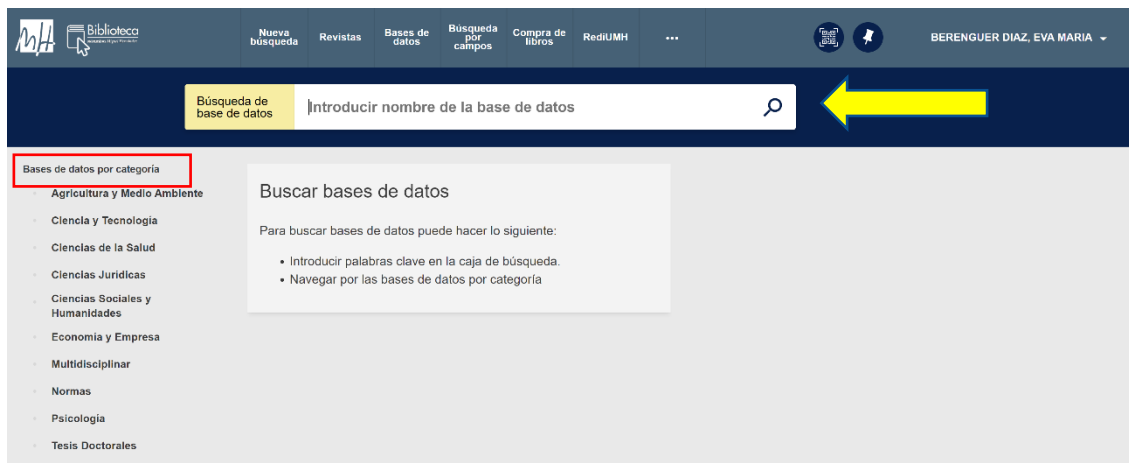 Biblioteca
Nueva búsqueda
Revistas
Bases de datos
Búsqueda por campos
Compra de libros
RediUMH
...
BERENGUER DIAZ, EVA MARIA
Búsqueda de
base de datos
Introducir nombre de la base de datos
Bases de datos por categoría
Agricultura y Medio Ambiente
Ciencia y Tecnología
Ciencias de la Salud
Ciencias Jurídicas
Ciencias Sociales y
Humanidades
Economía y Empresa
Multidisciplinar
Normas
Psicología
Tesis Doctorales
Buscar bases de datos
Para buscar bases de datos puede hacer lo siguiente:
• Introducir palabras clave en la caja de búsqueda.
• Navegar por las bases de datos por categoría